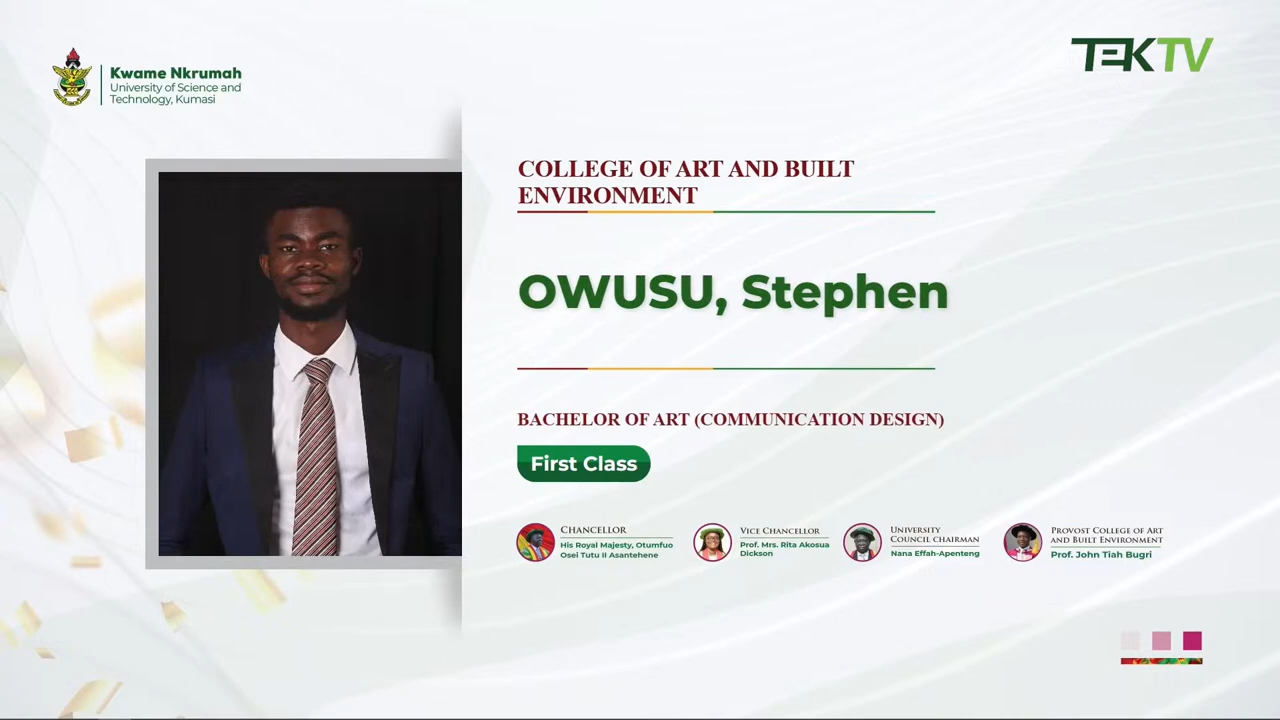 Kwame Nkrumah
University of Science and
Technology, Kumasi
TEKTV
COLLEGE OF ART AND BUILT
ENVIRONMENT
OWUSU, Stephen
BACHELOR OF ART (COMMUNICATION DESIGN)
First Class
CHANCELLOR
His Royal Majesty, Otumfuo
Osei Tutu II Asantehene
VICE CHANCELLOR
Prof. Mrs. Rita Akosua
Dickson
UNIVERSITY
COUNCIL CHAIRMAN
Nana Effah-Apenteng
PROVOST COLLEGE OF ART
AND BUILT ENVIRONMENT
Prof. John Tiah Bugri